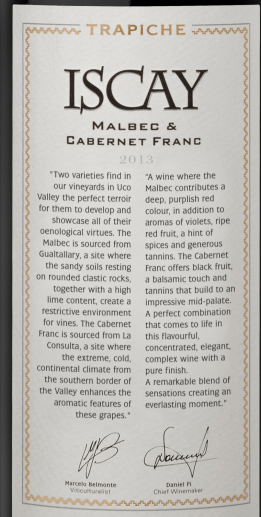 TRAPICHE
ISCAY
MALBEC &
CABERNET FRANC
2013
"Two varieties find in
our vineyards in Uco
Valley the perfect terroir
for them to develop and
showcase all of their
oenological virtues. The
Malbec is sourced from
Gualtallary, a site where
the sandy soils resting
on rounded clastic rocks,
together with a high
lime content, create a
restrictive environment
for vines. The Cabernet
Franc is sourced from La
Consulta, a site where
the extreme, cold,
continental climate from
the southern border of
the Valley enhances the
aromatic features of
these grapes."
"A wine where the
Malbec contributes a
deep, purplish red
colour, in addition to
aromas of violets, ripe
red fruit, a hint of
spices and generous
tannins. The Cabernet
Franc offers black fruit,
a balsamic touch and
tannins that build to an
impressive mid-palate.
A perfect combination
that comes to life in
this flavourful,
concentrated, elegant,
complex wine with a
pure finish.
A remarkable blend of
sensations creating an
everlasting moment."
Marcelo Belmonte
Viticulturalist
Daniel Pi
Chief Winemaker